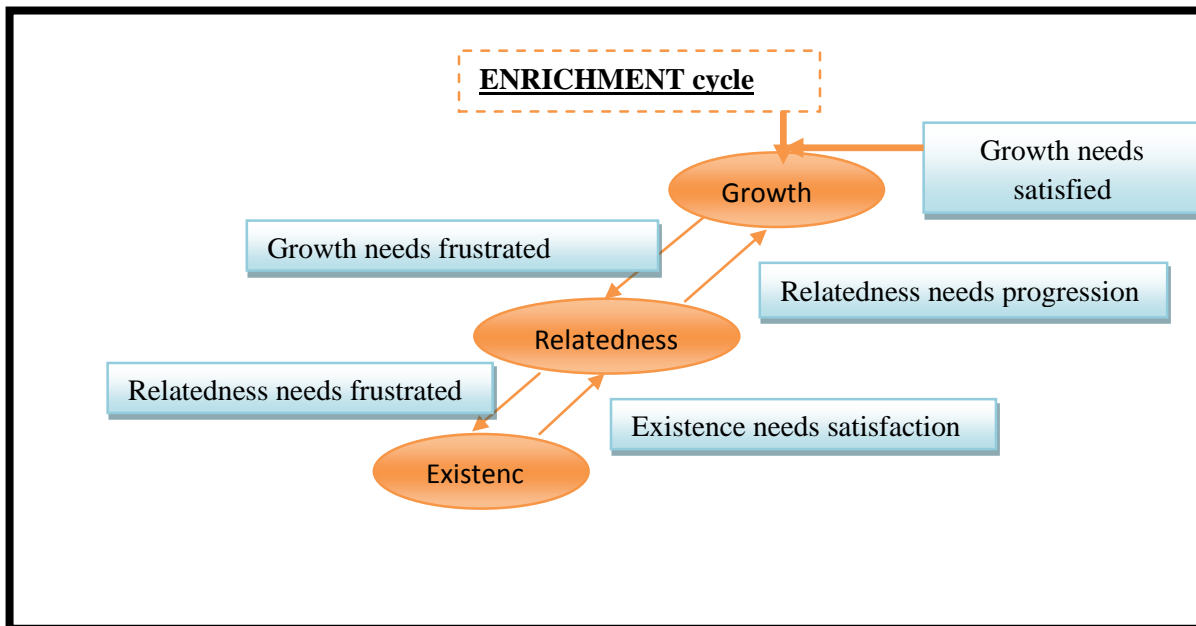 ENRICHMENT cycle
Growth needs
satisfied
Growth
Growth needs frustrated
Relatedness needs progression
Relatedness
Relatedness needs frustrated
Existence needs satisfaction
Existenc